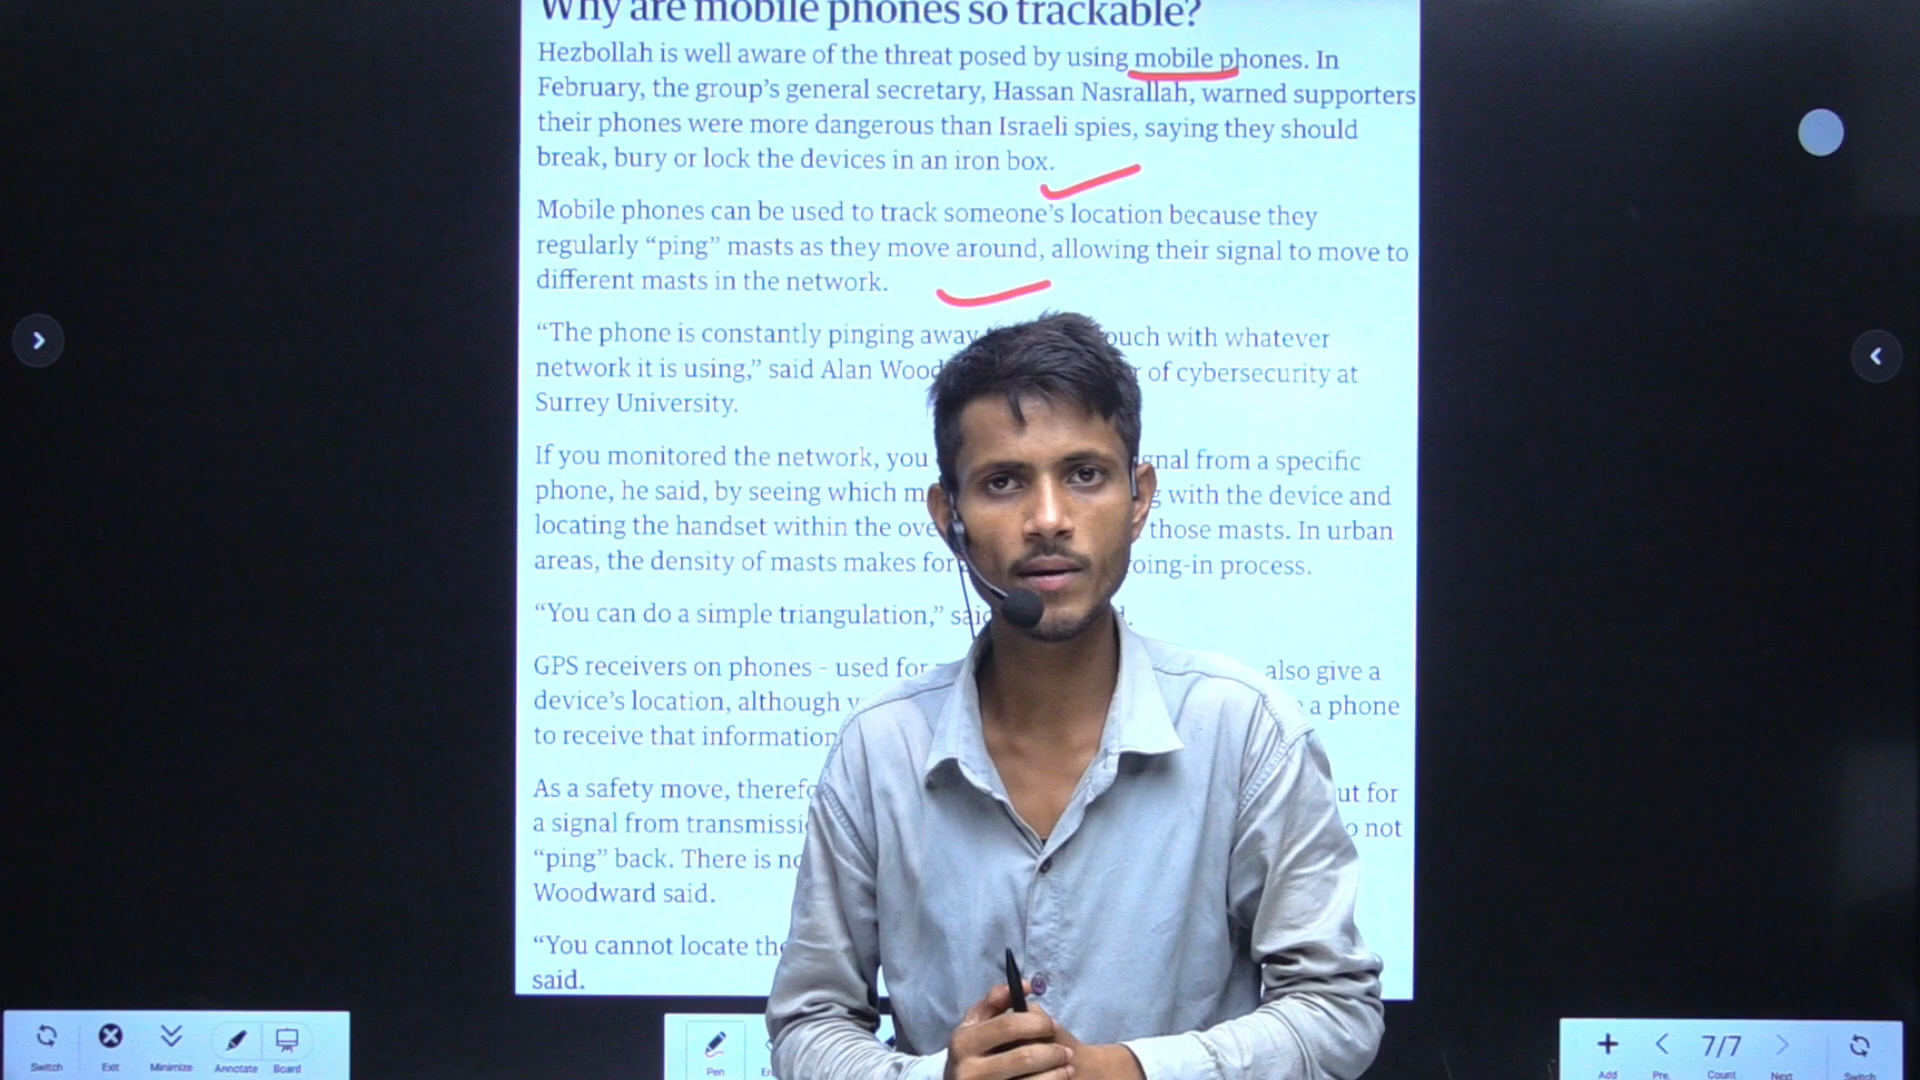 Why are mobile phones so trackable?
Hezbollah is well aware of the threat posed by using mobile phones. In
February, the group's general secretary, Hassan Nasrallah, warned supporters
their phones were more dangerous than Israeli spies, saying they should
break, bury or lock the devices in an iron box.
Mobile phones can be used to track someone's location because they
regularly “ping” masts as they move around, allowing their signal to move to
different masts in the network.
“The phone is constantly pinging away ouch with whatever
network it is using,” said Alan Wood of cybersecurity at
Surrey University.
If you monitored the network, you gnal from a specific
phone, he said, by seeing which m g with the device and
locating the handset within the ove those masts. In urban
areas, the density of masts makes for oing-in process.
“You can do a simple triangulation,” said
GPS receivers on phones - used for also give a
device's location, although a phone
to receive that information
As a safety move, therefo ut for
a signal from transmissi o not
“ping” back. There is no
Woodward said.
“You cannot locate the
said.
Switch Exit Minimize Annotate Board
Pen
7/7
Add Pre. Count Next Switch